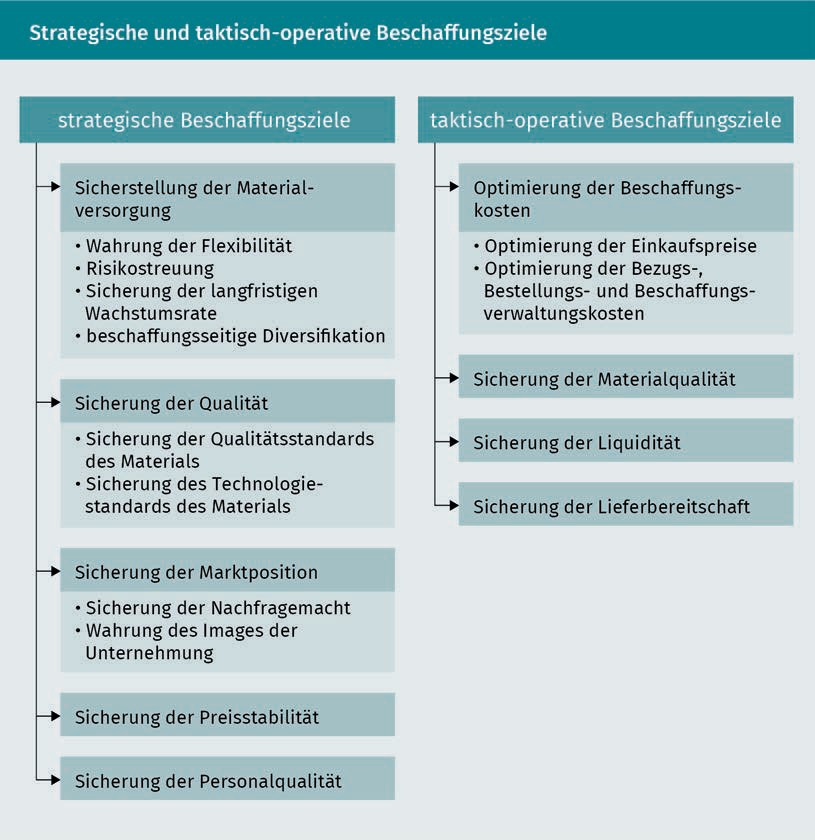 Strategische und taktisch-operative Beschaffungsziele
strategische Beschaffungsziele
Sicherstellung der Material-
versorgung
• Wahrung der Flexibilität
• Risikostreuung
• Sicherung der langfristigen
Wachstumsrate
• beschaffungsseitige Diversifikation
Sicherung der Qualität
• Sicherung der Qualitätsstandards
des Materials
• Sicherung des Technologie-
standards des Materials
Sicherung der Marktposition
• Sicherung der Nachfragemacht
• Wahrung des Images der
Unternehmung
Sicherung der Preisstabilität
Sicherung der Personalqualität
taktisch-operative Beschaffungsziele
Optimierung der Beschaffungs-
kosten
• Optimierung der Einkaufspreise
• Optimierung der Bezugs-,
Bestellungs- und Beschaffungs-
verwaltungskosten
Sicherung der Materialqualität
Sicherung der Liquidität
Sicherung der Lieferbereitschaft